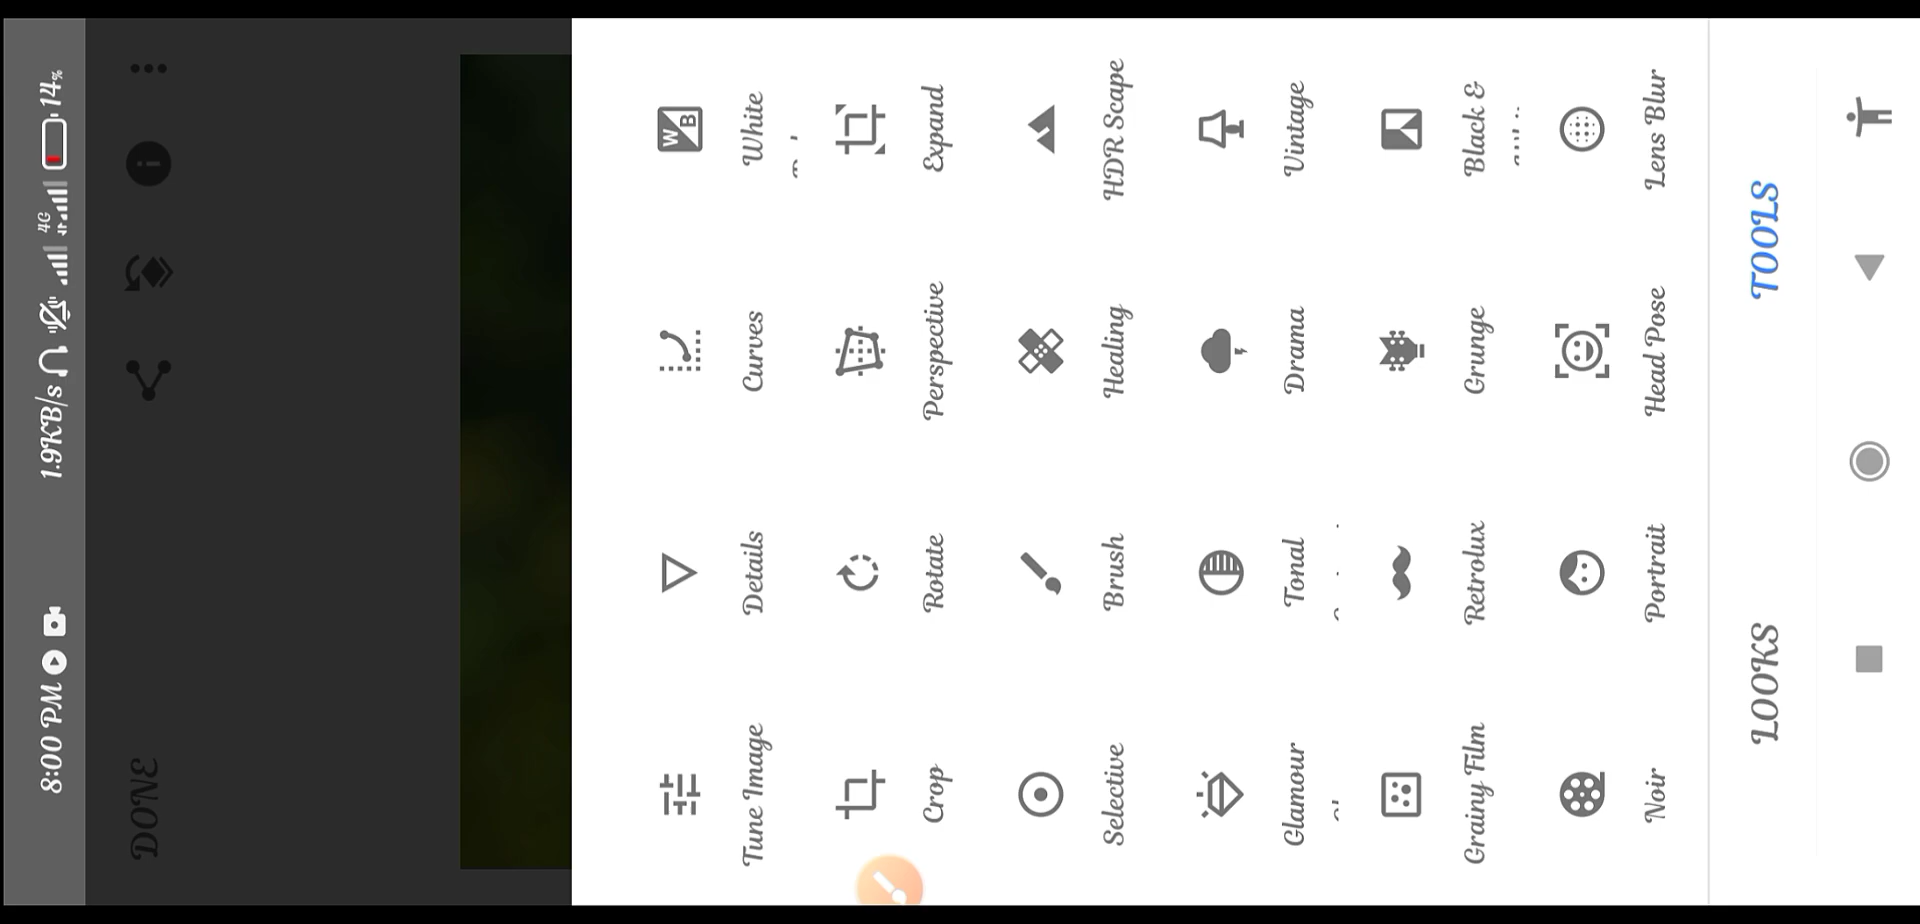 8:00 PM 1.9KB/s 4G 14%
DONE
Tune Image Details Curves White
Crop Rotate Perspective Expand
Selective Brush Healing HDR Scape
Glamour Tonal Drama Vintage
Grainy Film Retrolux Grunge Black &
Noir Portrait Head Pose Lens Blur
LOOKS TOOLS